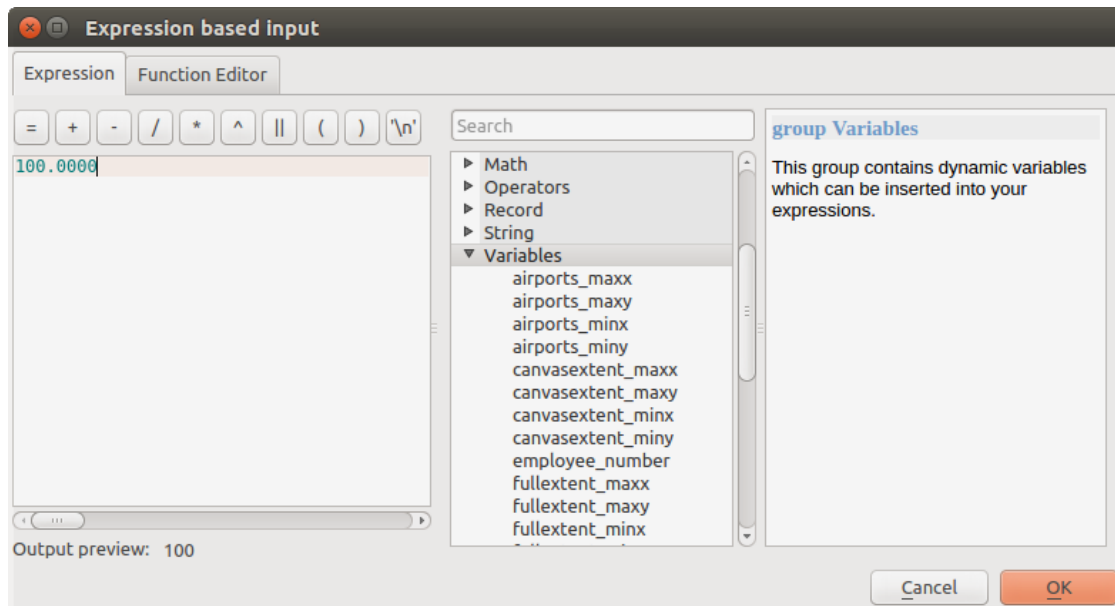 Expression based input
Expression
Function Editor
= + - / * ^ || ( ) '\n'
100.0000
Output preview: 100
Search
Math
Operators
Record
String
Variables
airports_maxx
airports_maxy
airports_minx
airports_miny
canvasextent_maxx
canvasextent_maxy
canvasextent_minx
canvasextent_miny
employee_number
fullextent_maxx
fullextent_maxy
fullextent_minx
group Variables
This group contains dynamic variables
which can be inserted into your
expressions.
Cancel
OK